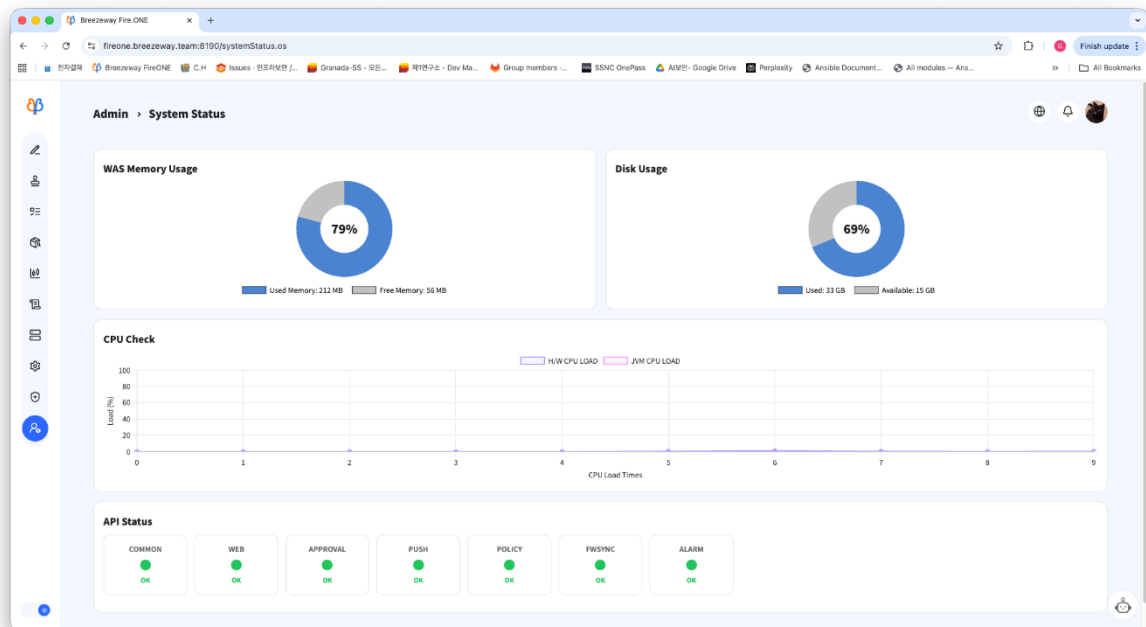 Breezeway Fire.ONE
fireone.breezeway.team:8190/systemStatus.os
Finish update
전자결재
Breezeway FireONE
C.H
Issues · 인프라보안 /...
Granada-SS - 모든...
제1연구소 - Dev Ma...
Group members ·...
SSNC OnePass
AI보안- Google Drive
Perplexity
Ansible Document...
All modules — Ans...
All Bookmarks
Admin › System Status
WAS Memory Usage
79%
Used Memory: 212 MB
Free Memory: 56 MB
Disk Usage
69%
Used: 33 GB
Available: 15 GB
CPU Check
H/W CPU LOAD
JVM CPU LOAD
Load (%)
100
80
60
40
20
0
0 1 2 3 4 5 6 7 8 9
CPU Load Times
API Status
COMMON
OK
WEB
OK
APPROVAL
OK
PUSH
OK
POLICY
OK
FWSYNC
OK
ALARM
OK